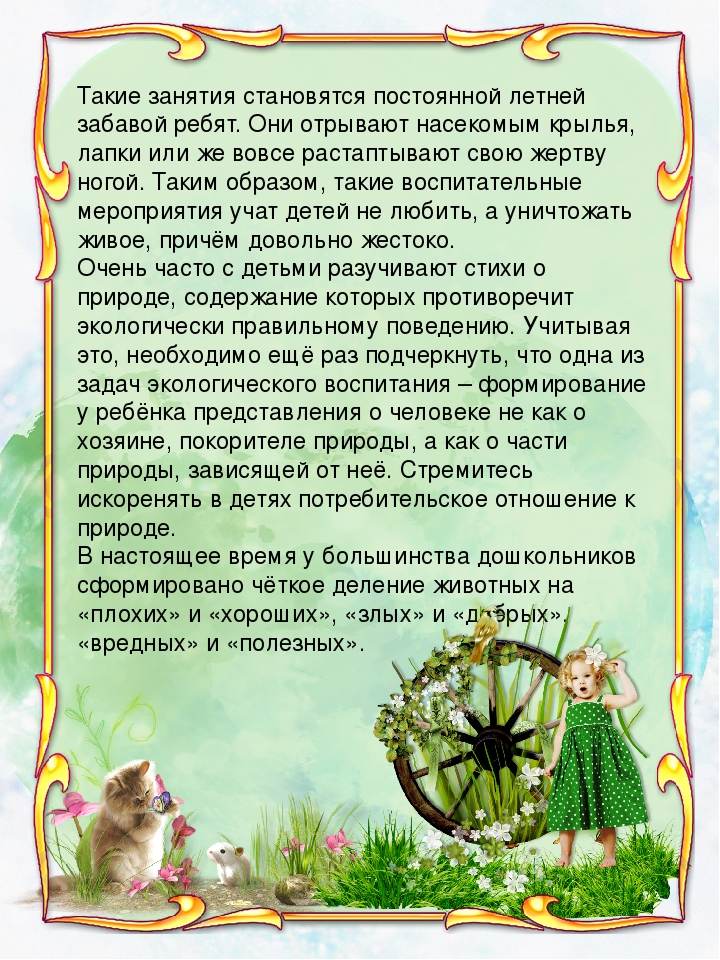 Такие занятия становятся постоянной летней
забавой ребят. Они отрывают насекомым крылья,
лапки или же вовсе растаптывают свою жертву
ногой. Таким образом, такие воспитательные
мероприятия учат детей не любить, а уничтожать
живое, причём довольно жестоко.
Очень часто с детьми разучивают стихи о
природе, содержание которых противоречит
экологически правильному поведению. Учитывая
это, необходимо ещё раз подчеркнуть, что одна из
задач экологического воспитания – формирование
у ребёнка представления о человеке не как о
хозяине, покорителе природы, а как о части
природы, зависящей от неё. Стремитесь
искоренять в детях потребительское отношение к
природе.
В настоящее время у большинства дошкольников
сформировано чёткое деление животных на
«плохих» и «хороших», «злых» и «добрых».
«вредных» и «полезных».